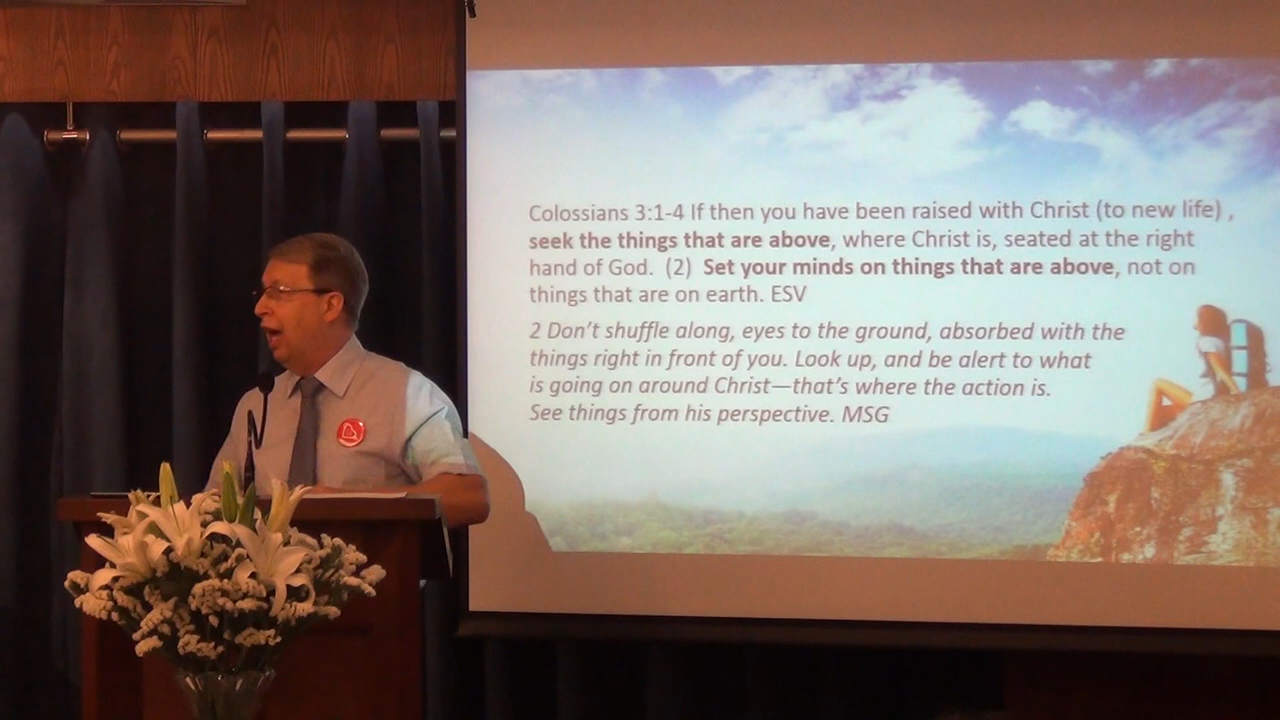 Colossians 3:1-4 If then you have been raised with Christ (to new life) ,
seek the things that are above, where Christ is, seated at the right
hand of God.  (2)  Set your minds on things that are above, not on
things that are on earth. ESV
2 Don’t shuffle along, eyes to the ground, absorbed with the
things right in front of you. Look up, and be alert to what
is going on around Christ—that’s where the action is.
See things from his perspective. MSG